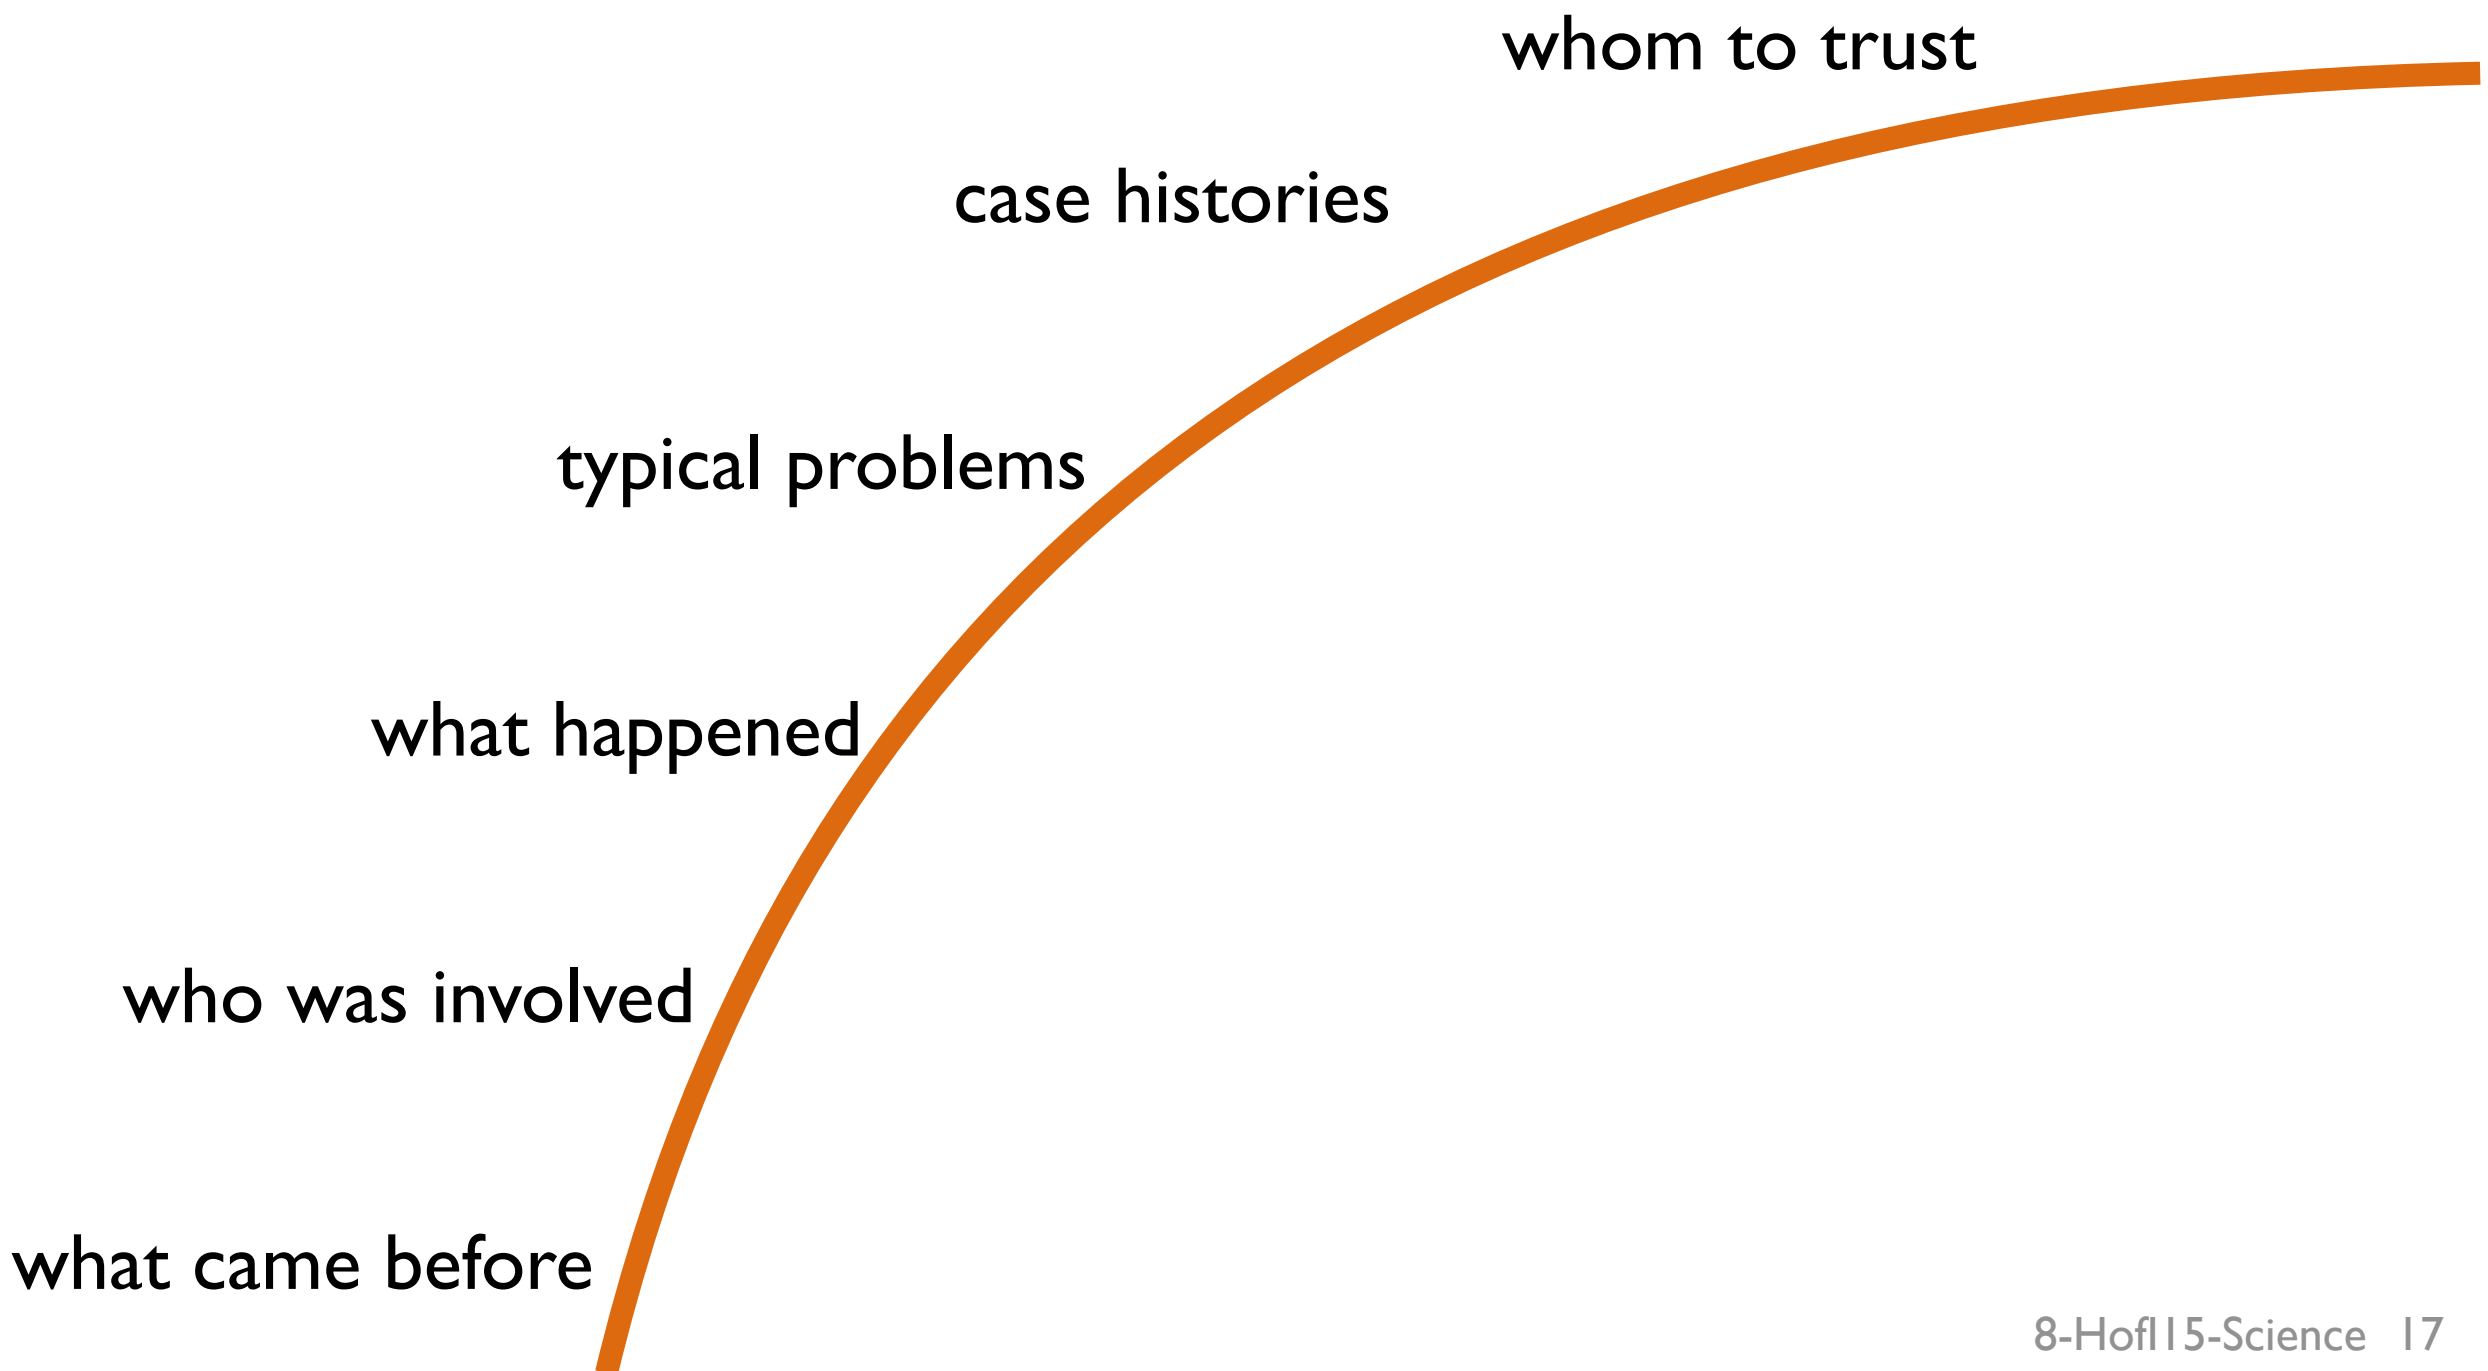 whom to trust
case histories
typical problems
what happened
who was involved
what came before
8-Hofl15-Science 17